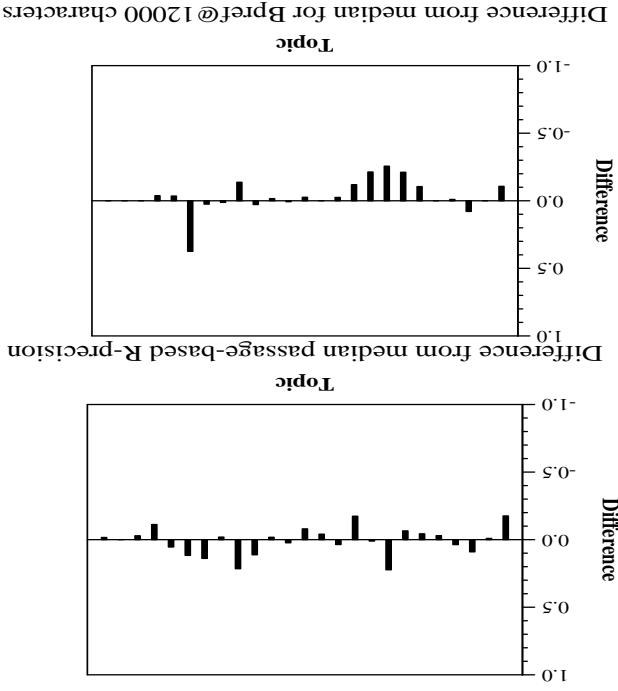 1.0
0.5
0.0
-0.5
-1.0
Difference
Topic
Difference from median passage-based R-precision
1.0
0.5
0.0
-0.5
-1.0
Difference
Topic
Difference from median for Bpref@12000 characters